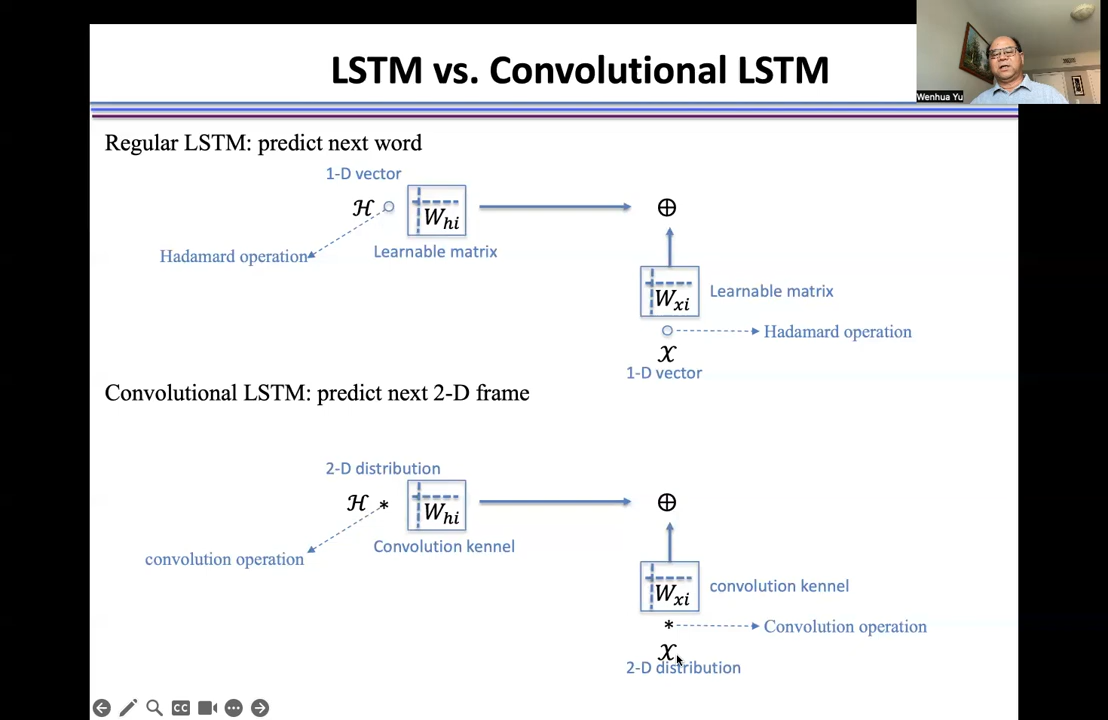 LSTM vs. Convolutional LSTM
Wenhua Yu
Regular LSTM: predict next word
1-D vector
ℋ ○ W_hi ⊕
Hadamard operation
Learnable matrix
W_xi Learnable matrix
○ Hadamard operation
𝒳
1-D vector
Convolutional LSTM: predict next 2-D frame
2-D distribution
ℋ * W_hi ⊕
convolution operation
Convolution kennel
W_xi convolution kennel
* Convolution operation
𝒳
2-D distribution
CC